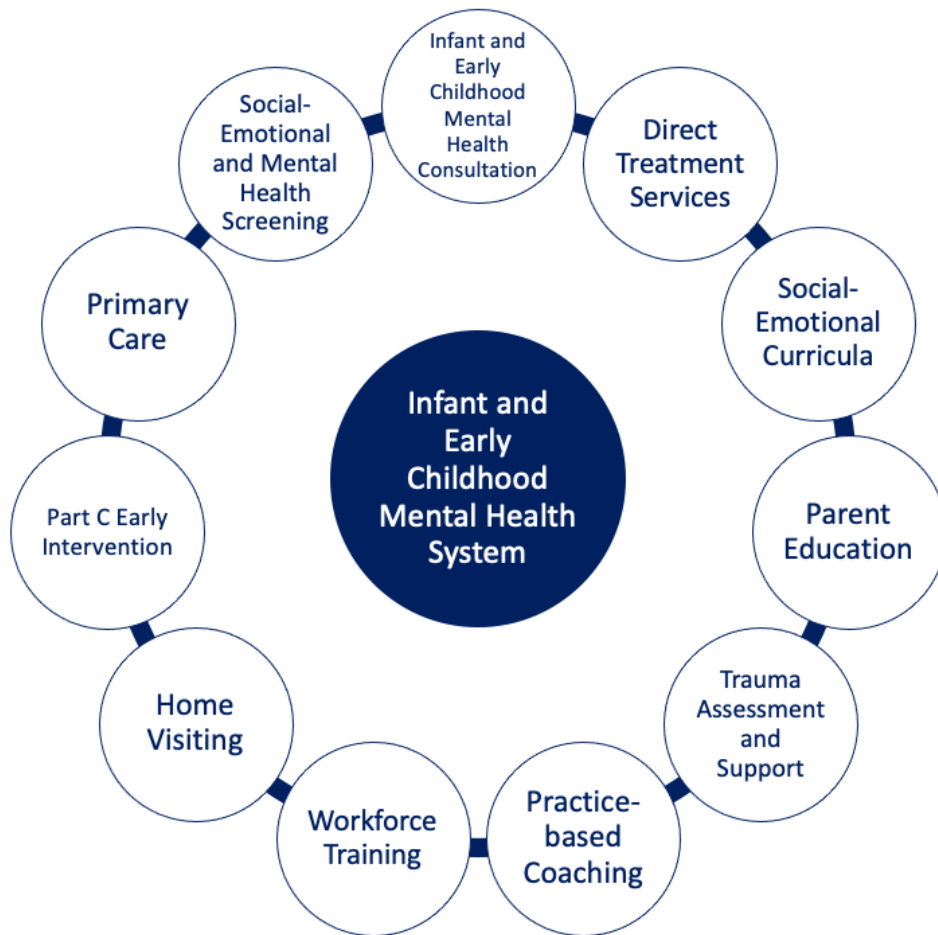 Infant and
Early
Childhood
Mental
Health
Consultation
Direct
Treatment
Services
Social-
Emotional
Curricula
Parent
Education
Trauma
Assessment
and
Support
Practice-
based
Coaching
Workforce
Training
Home
Visiting
Part C Early
Intervention
Primary
Care
Social-
Emotional
and Mental
Health
Screening
Infant and
Early
Childhood
Mental Health
System